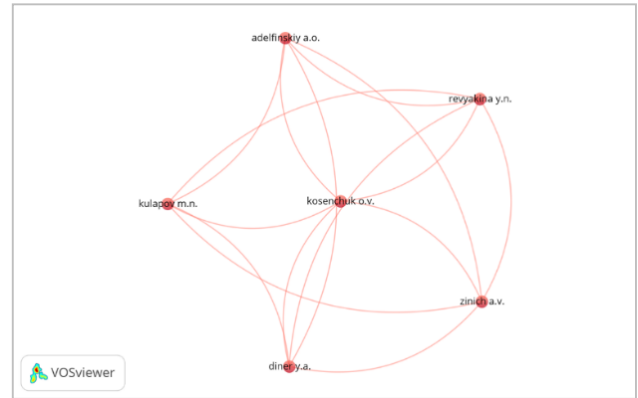 adelfinskiy a.o.
revyakina y.n.
kulapov m.n.
kosenchuk o.v.
zinich a.v.
diner y.a.
VOSviewer